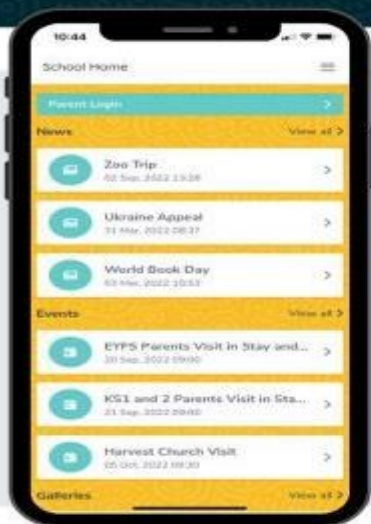 10:44
School Home
Parent Login
News View all
Zoo Trip
02 Sep, 2022 13:28
Ukraine Appeal
31 Mar, 2022 08:37
World Book Day
03 Mar, 2022 10:53
Events View all
EYFS Parents Visit in Stay and...
20 Sep, 2022 09:00
KS1 and 2 Parents Visit in Sta...
21 Sep, 2022 09:00
Harvest Church Visit
05 Oct, 2022 09:30
Galleries View all